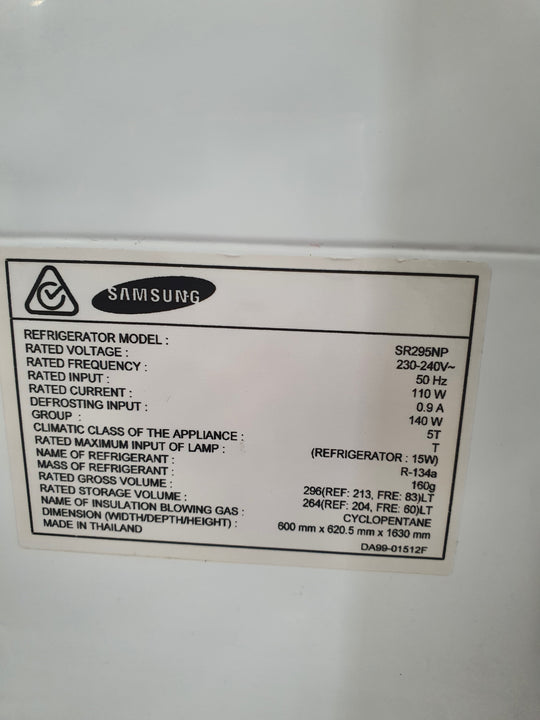 SAMSUNG
REFRIGERATOR MODEL : SR295NP
RATED VOLTAGE : 230-240V~
RATED FREQUENCY : 50 Hz
RATED INPUT : 110 W
RATED CURRENT : 0.9 A
DEFROSTING INPUT : 140 W
GROUP : 5T
CLIMATIC CLASS OF THE APPLIANCE : T
RATED MAXIMUM INPUT OF LAMP : (REFRIGERATOR : 15W)
NAME OF REFRIGERANT : R-134a
MASS OF REFRIGERANT : 160g
RATED GROSS VOLUME : 296(REF: 213, FRE: 83)LT
RATED STORAGE VOLUME : 264(REF: 204, FRE: 60)LT
NAME OF INSULATION BLOWING GAS : CYCLOPENTANE
DIMENSION (WIDTH/DEPTH/HEIGHT) : 600 mm x 620.5 mm x 1630 mm
MADE IN THAILAND DA99-01512F